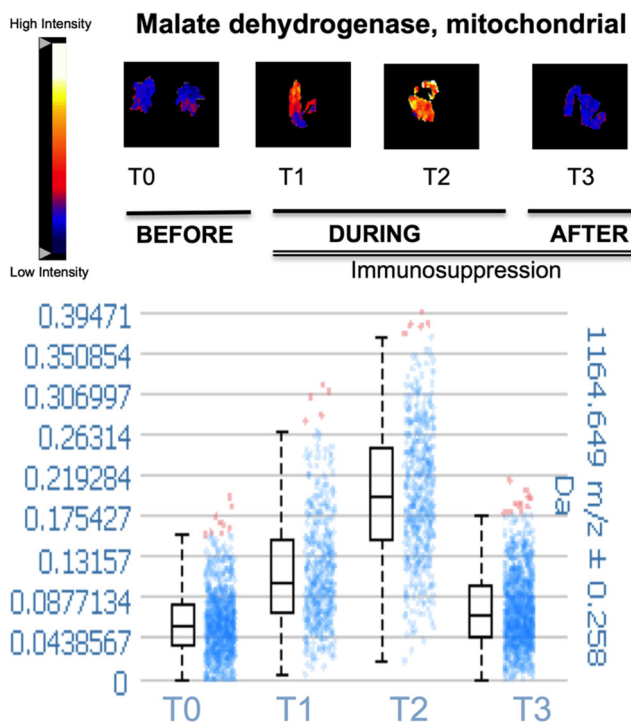 High Intensity
Malate dehydrogenase, mitochondrial
T0 T1 T2 T3
BEFORE DURING AFTER
Low Intensity
Immunosuppression
0.39471
0.350854
0.306997
0.26314
0.219284
0.175427
0.13157
0.0877134
0.0438567
0
1164.649 m/z ± 0.258
Da
T0 T1 T2 T3